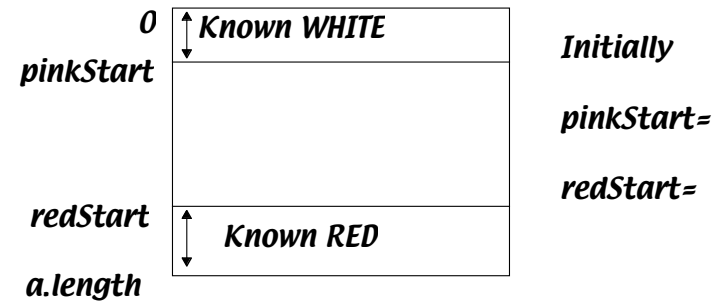 0
Known WHITE
pinkStart
Initially
pinkStart=
redStart=
redStart
Known RED
a.length